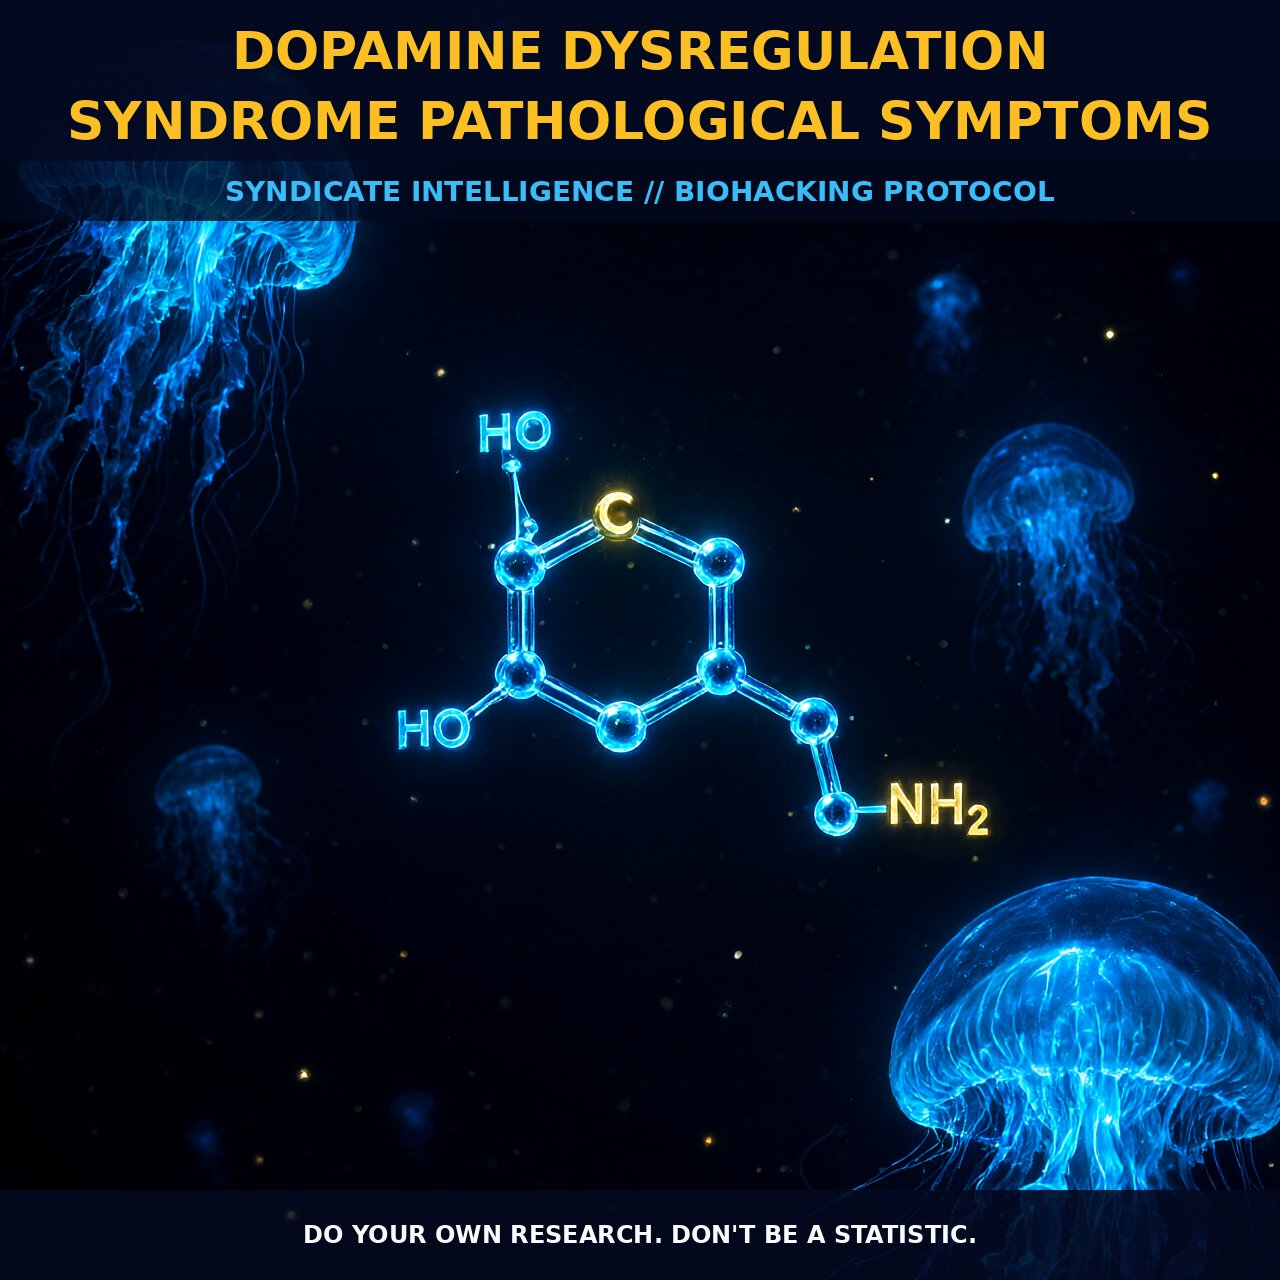 DOPAMINE DYSREGULATION
SYNDROME PATHOLOGICAL SYMPTOMS
SYNDICATE INTELLIGENCE // BIOHACKING PROTOCOL
HO
C
HO
NH₂
DO YOUR OWN RESEARCH. DON'T BE A STATISTIC.